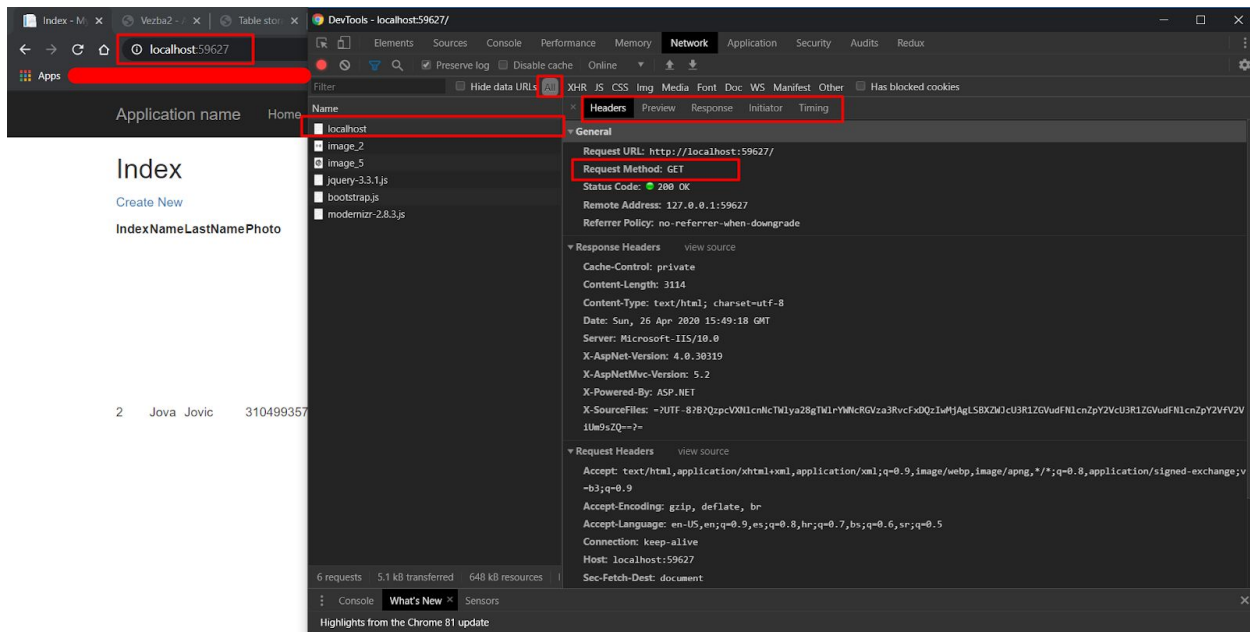 Index - M
Vezba2 - A
Table stor
DevTools - localhost:59627/
localhost:59627
Elements Sources Console Performance Memory Network Application Security Audits Redux
Preserve log Disable cache Online
Apps
Filter Hide data URLs All XHR JS CSS Img Media Font Doc WS Manifest Other Has blocked cookies
Application name Home
Index
Create New
IndexNameLastNamePhoto
2 Jova Jovic 310499357
Name
localhost
image_2
image_5
jquery-3.3.1.js
bootstrap.js
modernizr-2.8.3.js
6 requests 5.1 kB transferred 648 kB resources
Headers Preview Response Initiator Timing
General
Request URL: http://localhost:59627/
Request Method: GET
Status Code: 200 OK
Remote Address: 127.0.0.1:59627
Referrer Policy: no-referrer-when-downgrade
Response Headers view source
Cache-Control: private
Content-Length: 3114
Content-Type: text/html; charset=utf-8
Date: Sun, 26 Apr 2020 15:49:18 GMT
Server: Microsoft-IIS/10.0
X-AspNet-Version: 4.0.30319
X-AspNetMvc-Version: 5.2
X-Powered-By: ASP.NET
X-SourceFiles:
Request Headers view source
Accept: text/html,application/xhtml+xml,application/xml;q=0.9,image/webp,image/apng,*/*;q=0.8,application/signed-exchange;v
=b3;q=0.9
Accept-Encoding: gzip, deflate, br
Accept-Language: en-US,en;q=0.9,es;q=0.8,hr;q=0.7,bs;q=0.6,sr;q=0.5
Connection: keep-alive
Host: localhost:59627
Sec-Fetch-Dest: document
Console What's New Sensors
Highlights from the Chrome 81 update